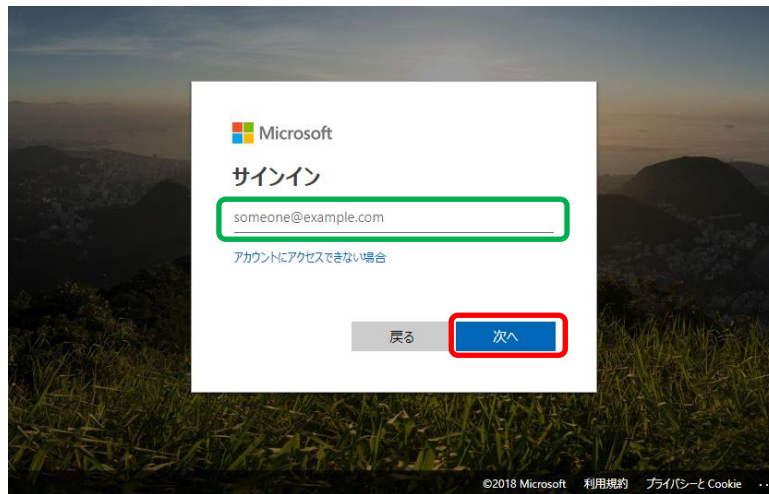 Microsoft
サインイン
someone@example.com
アカウントにアクセスできない場合
戻る 次へ
©2018 Microsoft 利用規約 プライバシーと Cookie ...